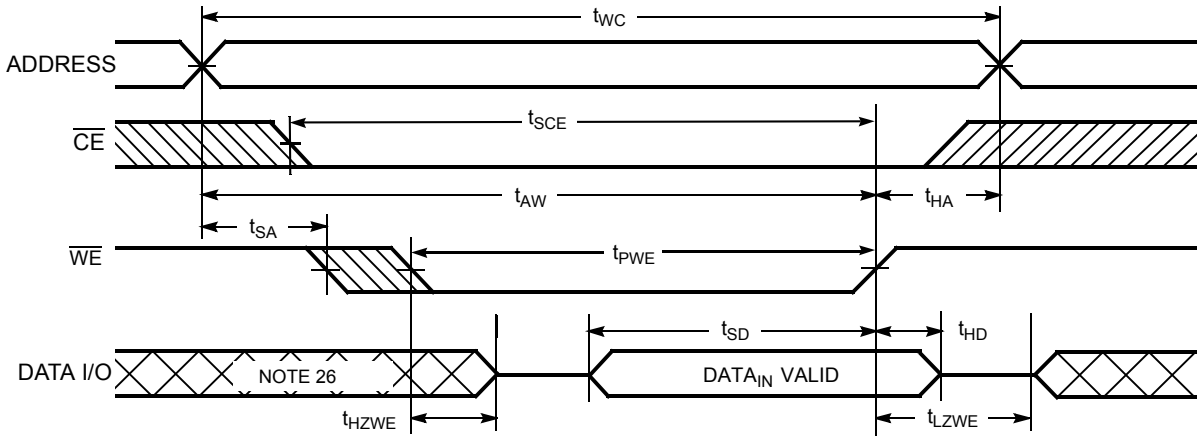 tWC
ADDRESS
tSCE
CE
tAW
tHA
tSA
WE
tPWE
tSD
tHD
DATA I/O
NOTE 26
DATAIN VALID
tHZWE
tLZWE